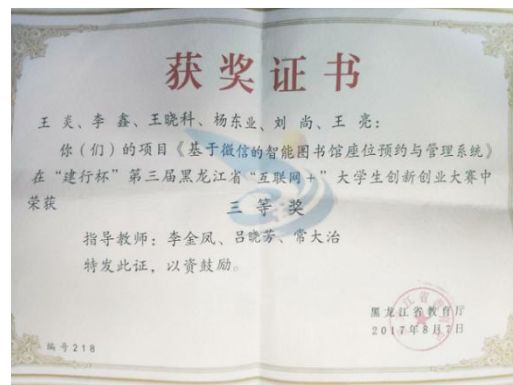 获奖证书
王炎、李鑫、王晓科、杨东业、刘尚、王亮：
你（们）的项目《基于微信的智能图书馆座位预约与管理系统》
在“建行杯”第三届黑龙江省“互联网+”大学生创新创业大赛中
荣获
三等奖
指导教师：李金凤、吕晓芳、常大治
特发此证，以资鼓励。
黑龙江省教育厅
2017年8月7日
编号218